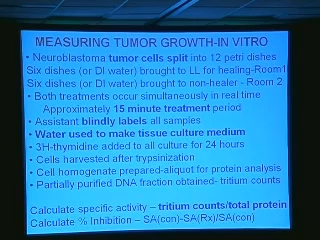 MEASURING TUMOR GROWTH-IN VITRO
• Neuroblastoma tumor cells split into 12 petri dishes
Six dishes (or DI water) brought to LL for healing-Room1
Six dishes (or DI water) brought to non-healer - Room 2
• Both treatments occur simultaneously in real time
Approximately 15 minute treatment period
• Assistant blindly labels all samples
• Water used to make tissue culture medium
• 3H-thymidine added to all culture for 24 hours
• Cells harvested after trypsinization
• Cell homogenate prepared-aliquot for protein analysis
• Partially purified DNA fraction obtained- tritium counts
Calculate specific activity – tritium counts/total protein
Calculate % Inhibition – SA(con)-SA(Rx)/SA(con)